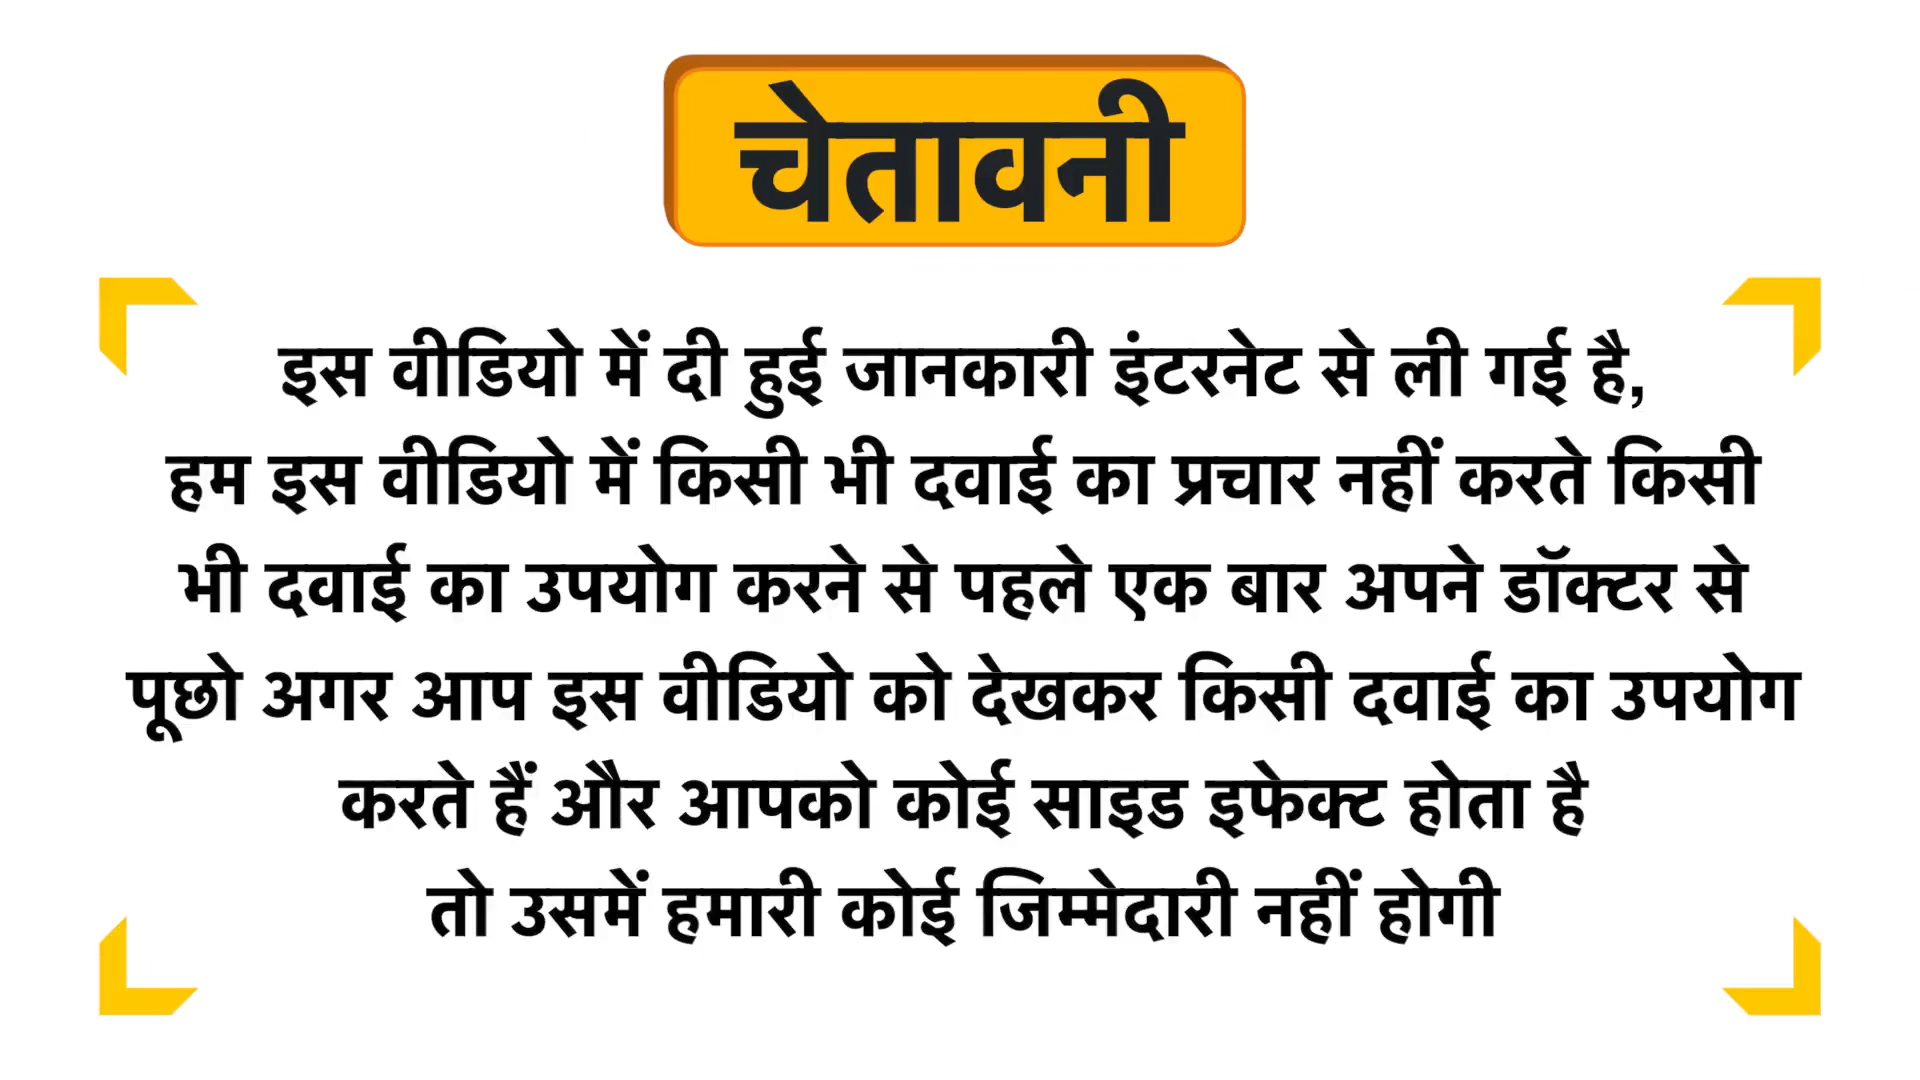 चेतावनी
इस वीडियो में दी हुई जानकारी इंटरनेट से ली गई है,
हम इस वीडियो में किसी भी दवाई का प्रचार नहीं करते किसी
भी दवाई का उपयोग करने से पहले एक बार अपने डॉक्टर से
पूछो अगर आप इस वीडियो को देखकर किसी दवाई का उपयोग
करते हैं और आपको कोई साइड इफेक्ट होता है
तो उसमें हमारी कोई जिम्मेदारी नहीं होगी